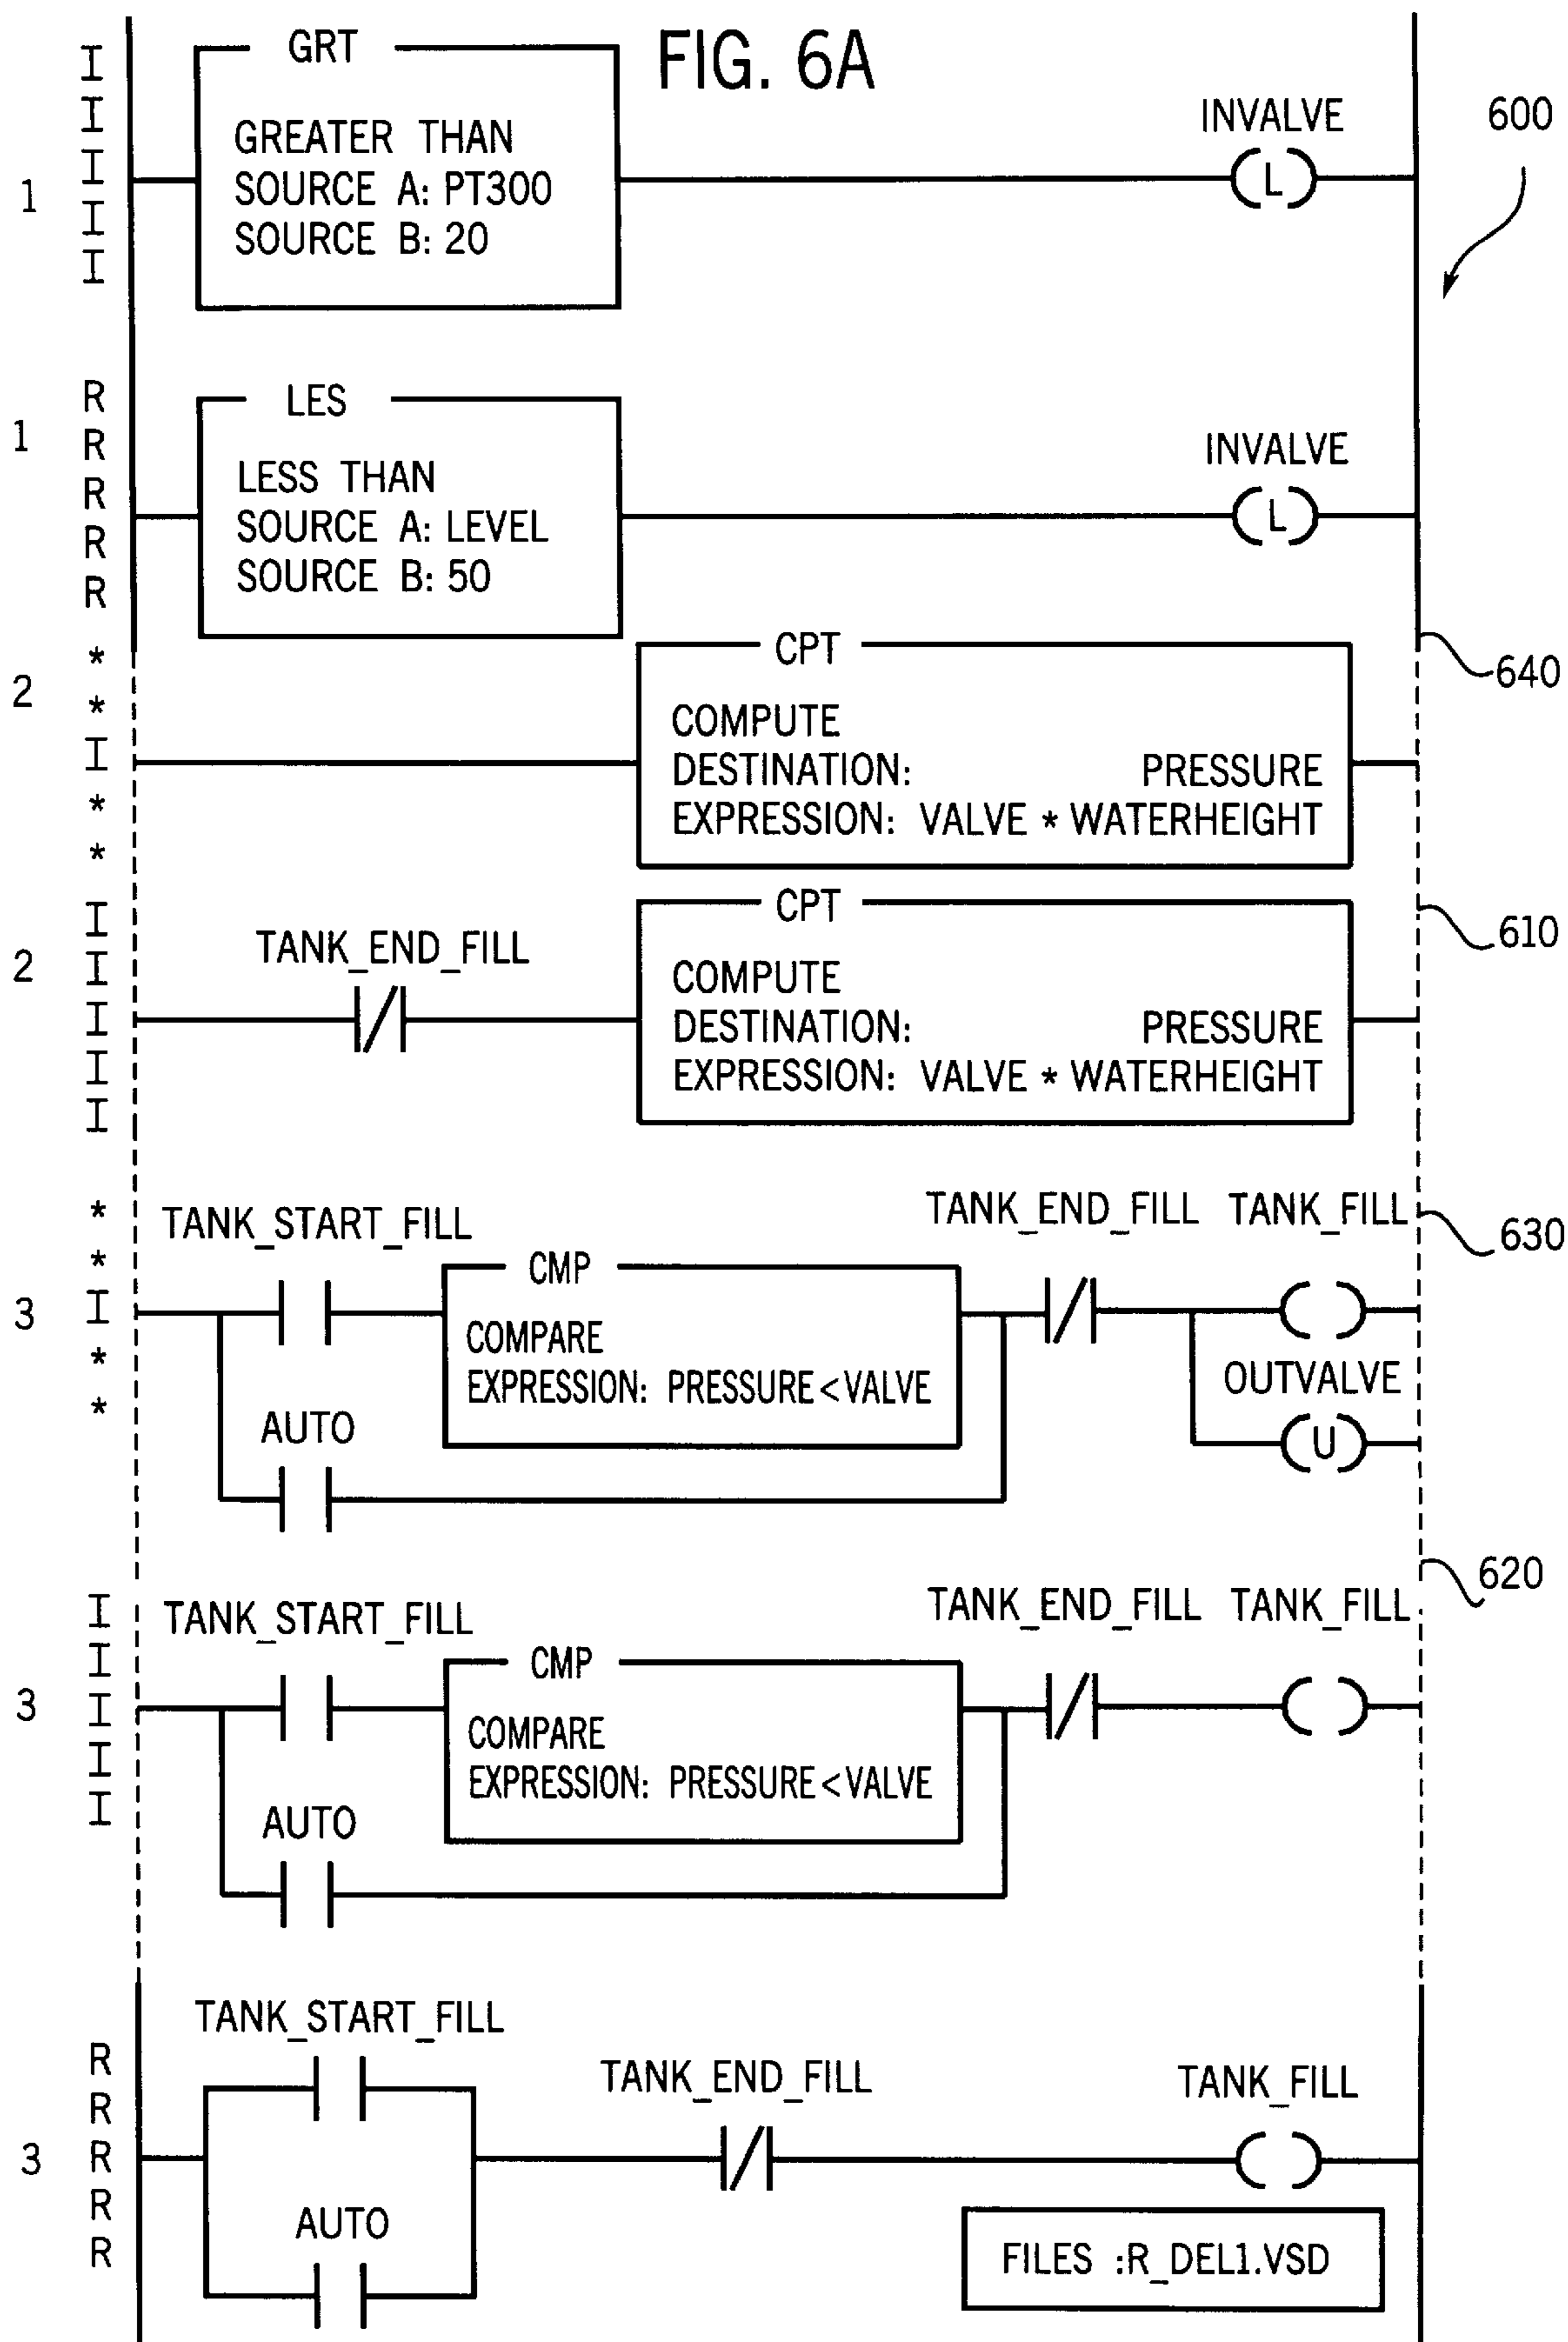 FIG. 6A
600
1
I
I
I
I
I
GRT
GREATER THAN
SOURCE A: PT300
SOURCE B: 20
INVALVE
L
1
R
R
R
R
R
LES
LESS THAN
SOURCE A: LEVEL
SOURCE B: 50
INVALVE
L
640
2
*
*
I
*
*
CPT
COMPUTE
DESTINATION: PRESSURE
EXPRESSION: VALVE * WATERHEIGHT
610
2
I
I
I
I
I
TANK_END_FILL
CPT
COMPUTE
DESTINATION: PRESSURE
EXPRESSION: VALVE * WATERHEIGHT
630
3
*
*
I
*
*
TANK_START_FILL
CMP
COMPARE
EXPRESSION: PRESSURE<VALVE
AUTO
TANK_END_FILL TANK_FILL
OUTVALVE
U
620
3
I
I
I
I
I
TANK_START_FILL
CMP
COMPARE
EXPRESSION: PRESSURE<VALVE
AUTO
TANK_END_FILL TANK_FILL
3
R
R
R
R
R
TANK_START_FILL
AUTO
TANK_END_FILL
TANK_FILL
FILES :R_DEL1.VSD